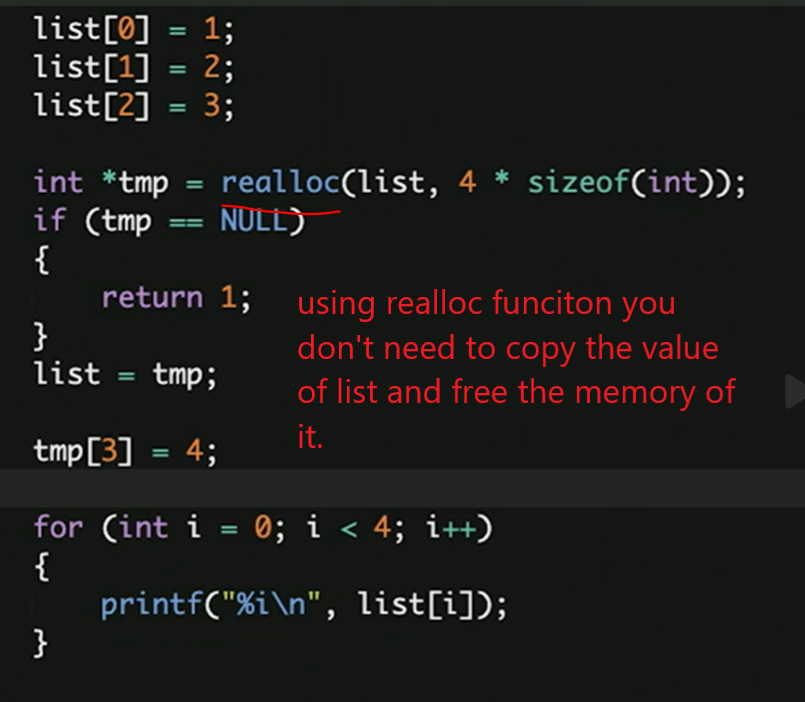 list[0] = 1;
list[1] = 2;
list[2] = 3;
int *tmp = realloc(list, 4 * sizeof(int));
if (tmp == NULL)
{
return 1;
}
list = tmp;
using realloc funciton you
don't need to copy the value
of list and free the memory of
it.
tmp[3] = 4;
for (int i = 0; i < 4; i++)
{
printf("%i\n", list[i]);
}